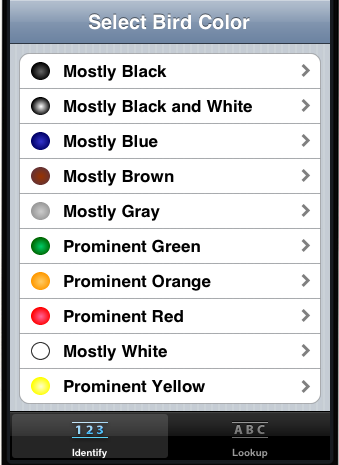 Select Bird Color
Mostly Black
Mostly Black and White
Mostly Blue
Mostly Brown
Mostly Gray
Prominent Green
Prominent Orange
Prominent Red
Mostly White
Prominent Yellow
123 ABC
Identify Lookup